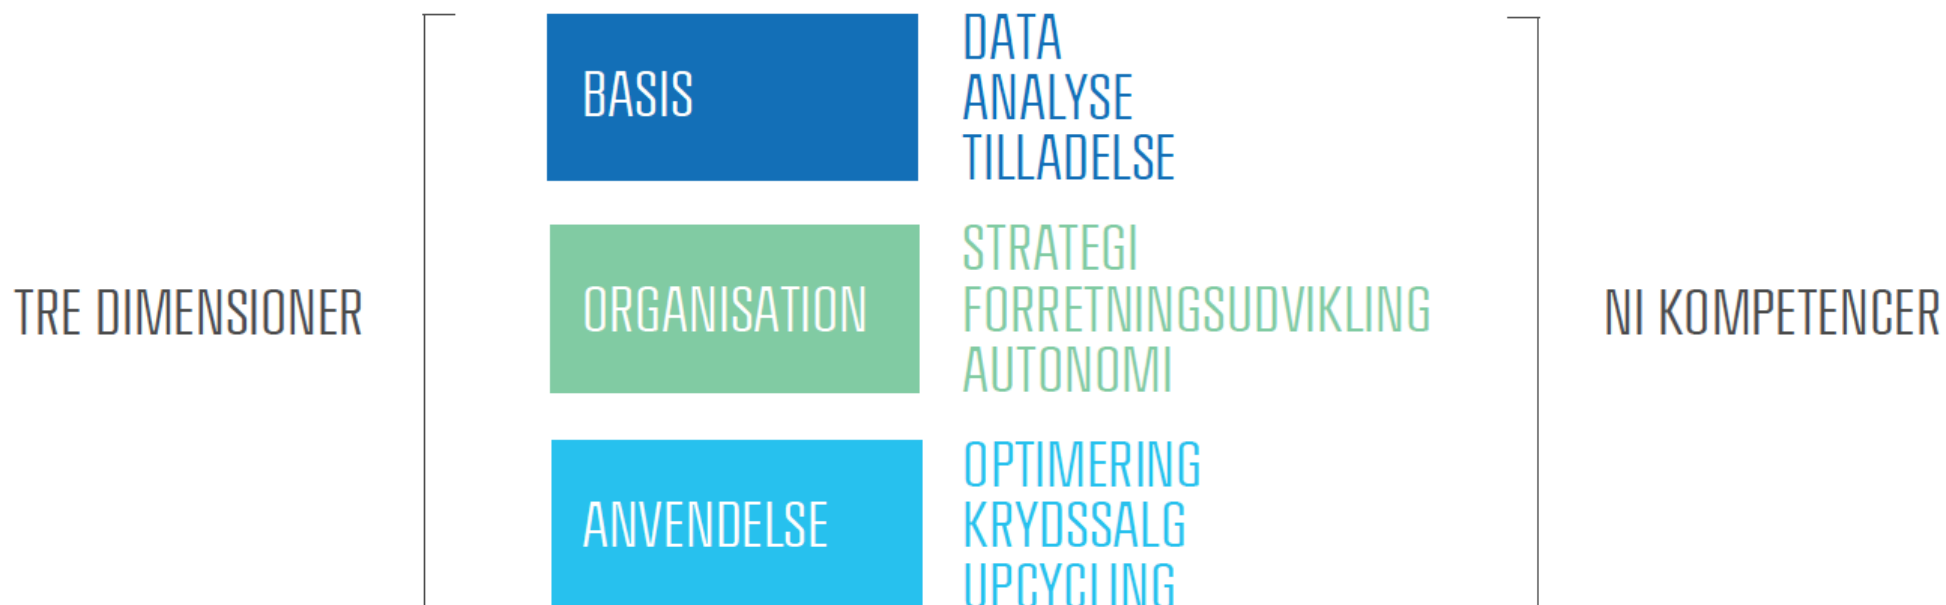 TRE DIMENSIONER
BASIS
DATA
ANALYSE
TILLADELSE
ORGANISATION
STRATEGI
FORRETNINGSUDVIKLING
AUTONOMI
ANVENDELSE
OPTIMERING
KRYDSSALG
UPCYCLING
NI KOMPETENCER